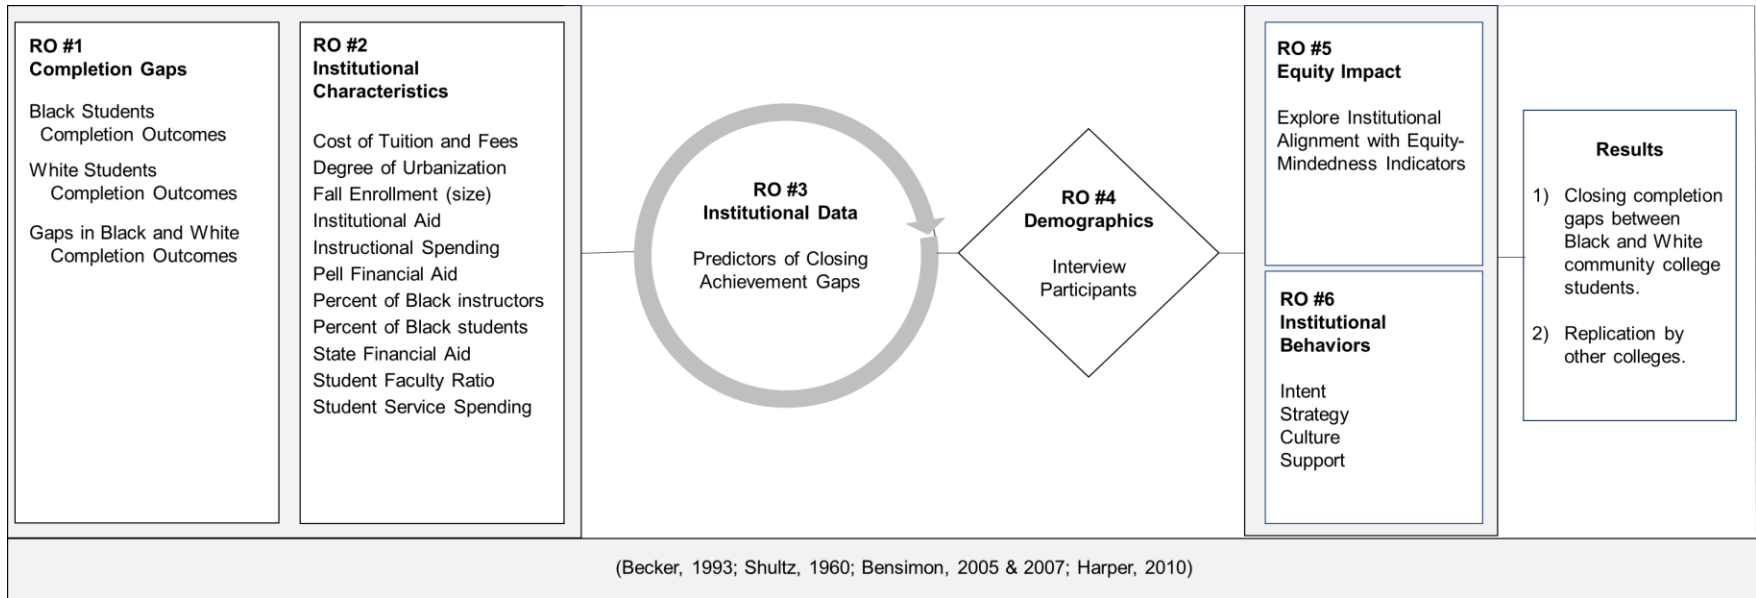 RO #1
Completion Gaps
Black Students
Completion Outcomes
White Students
Completion Outcomes
Gaps in Black and White
Completion Outcomes
RO #2
Institutional
Characteristics
Cost of Tuition and Fees
Degree of Urbanization
Fall Enrollment (size)
Institutional Aid
Instructional Spending
Pell Financial Aid
Percent of Black instructors
Percent of Black students
State Financial Aid
Student Faculty Ratio
Student Service Spending
RO #3
Institutional Data
Predictors of Closing
Achievement Gaps
RO #4
Demographics
Interview
Participants
RO #5
Equity Impact
Explore Institutional
Alignment with Equity-
Mindedness Indicators
RO #6
Institutional
Behaviors
Intent
Strategy
Culture
Support
Results
1) Closing completion
gaps between
Black and White
community college
students.
2) Replication by
other colleges.
(Becker, 1993; Shultz, 1960; Bensimon, 2005 & 2007; Harper, 2010)